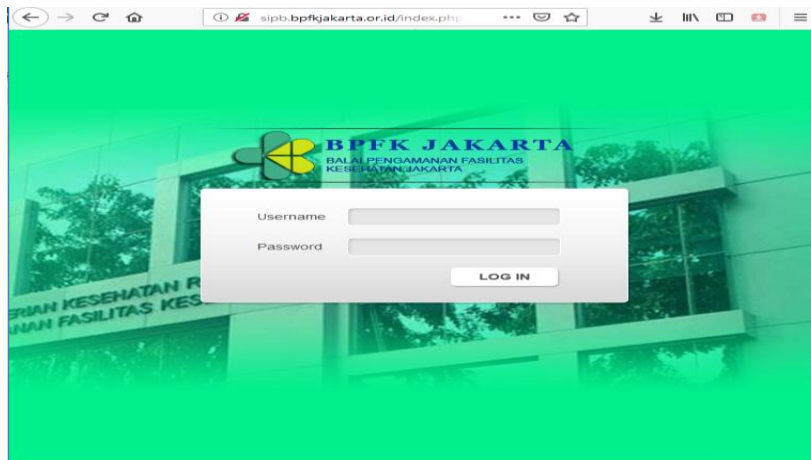 sipb.bpfkjakarta.or.id/index.php
BPFK JAKARTA
BALAI PENGAMANAN FASILITAS
KESEHATAN JAKARTA
Username
Password
LOG IN
RIAN KESEHATAN R
NAN FASILITAS KES